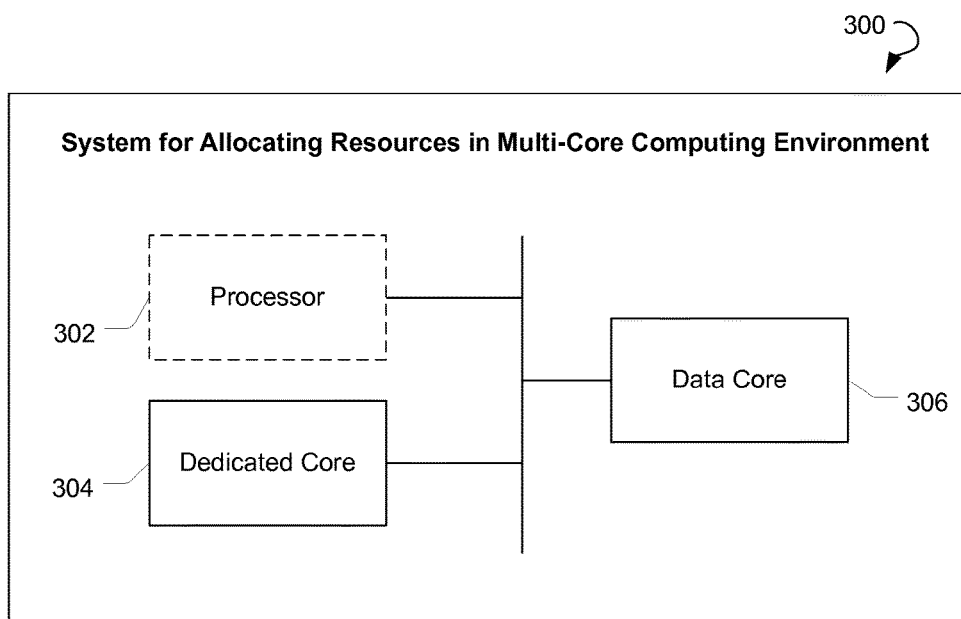 300
System for Allocating Resources in Multi-Core Computing Environment
Processor
302
Data Core
306
Dedicated Core
304